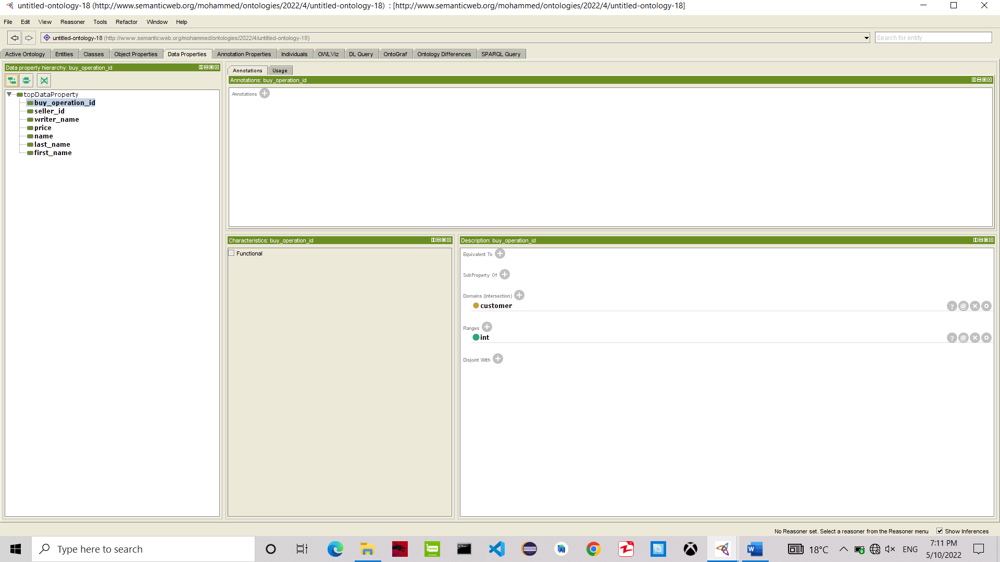 untitled-ontology-18 (http://www.semanticweb.org/mohammed/ontologies/2022/4/untitled-ontology-18) : [http://www.semanticweb.org/mohammed/ontologies/2022/4/untitled-ontology-18]
File Edit View Reasoner Tools Refactor Window Help
untitled-ontology-18 (http://www.semanticweb.org/mohammed/ontologies/2022/4/untitled-ontology-18)
Search for entity
Active Ontology Entities Classes Object Properties Data Properties Annotation Properties Individuals OWLViz DL Query OntoGraf Ontology Differences SPARQL Query
Data property hierarchy: buy_operation_id
topDataProperty
buy_operation_id
seller_id
writer_name
price
name
last_name
first_name
Annotations Usage
Annotations: buy_operation_id
Annotations
Characteristics: buy_operation_id
Functional
Description: buy_operation_id
Equivalent To
SubProperty Of
Domains (intersection)
customer
Ranges
int
Disjoint With
No Reasoner set. Select a reasoner from the Reasoner menu Show Inferences
Type here to search
18°C
ENG
7:11 PM
5/10/2022